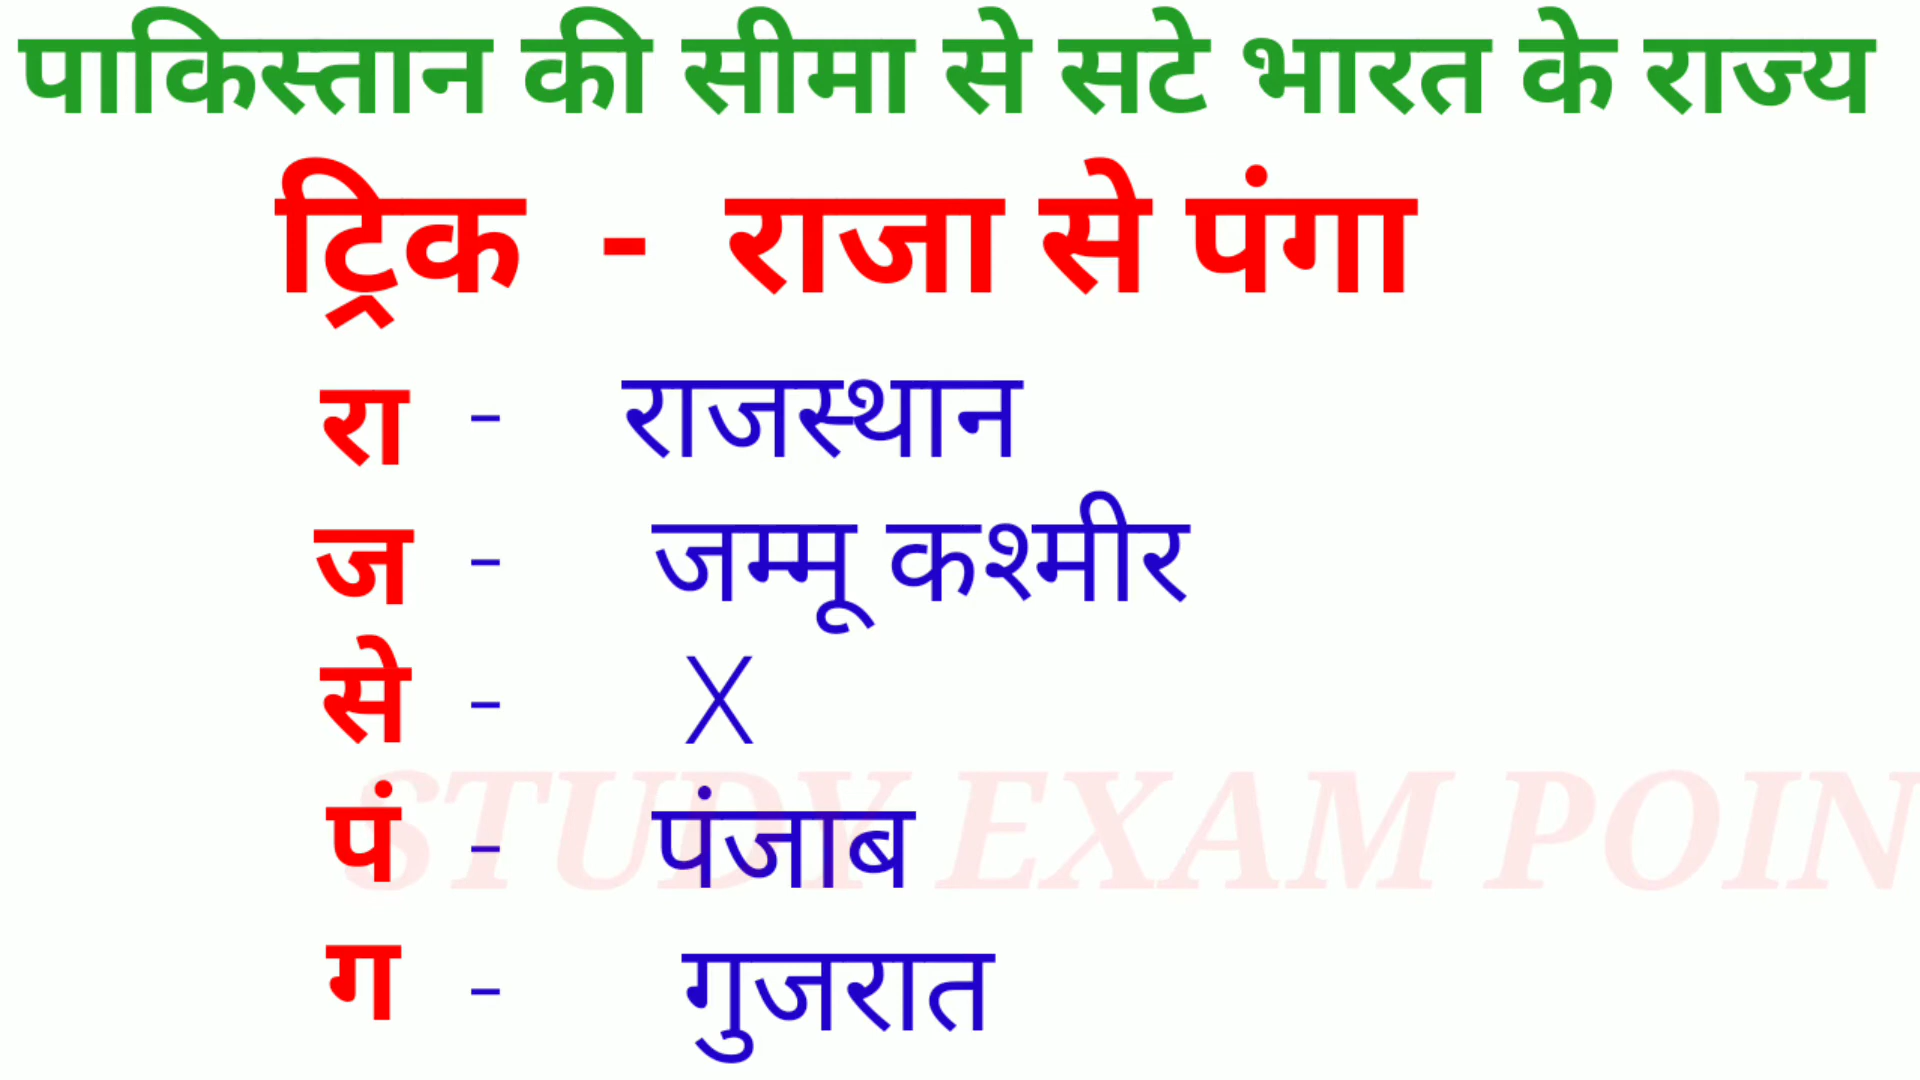 पाकिस्तान की सीमा से सटे भारत के राज्य
ट्रिक - राजा से पंगा
रा - राजस्थान
ज - जम्मू कश्मीर
से - X
पं - पंजाब
ग - गुजरात
STUDY EXAM POIN